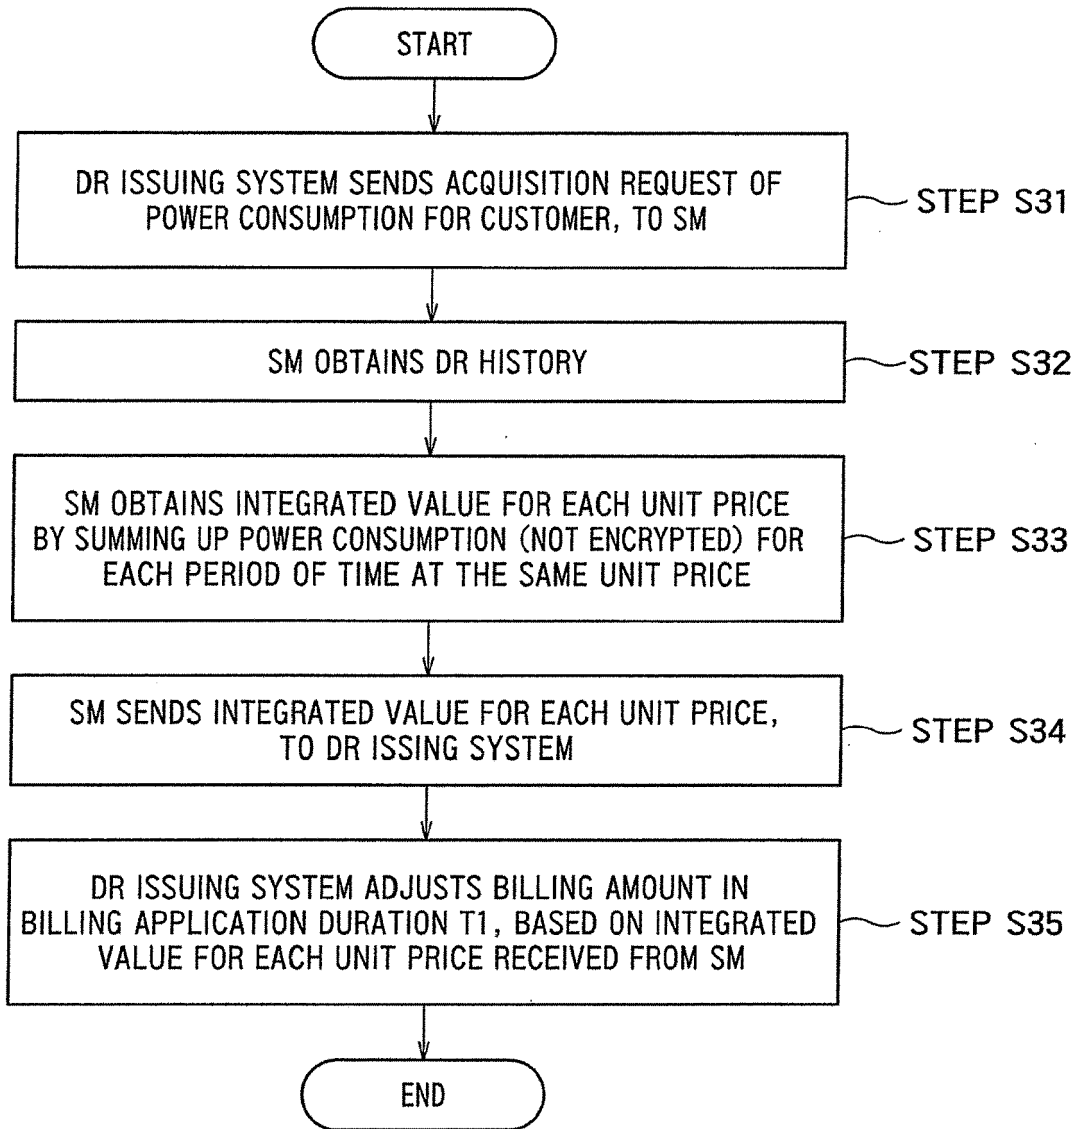 START
DR ISSUING SYSTEM SENDS ACQUISITION REQUEST OF
POWER CONSUMPTION FOR CUSTOMER, TO SM
STEP S31
SM OBTAINS DR HISTORY
STEP S32
SM OBTAINS INTEGRATED VALUE FOR EACH UNIT PRICE
BY SUMMING UP POWER CONSUMPTION (NOT ENCRYPTED) FOR
EACH PERIOD OF TIME AT THE SAME UNIT PRICE
STEP S33
SM SENDS INTEGRATED VALUE FOR EACH UNIT PRICE,
TO DR ISSING SYSTEM
STEP S34
DR ISSUING SYSTEM ADJUSTS BILLING AMOUNT IN
BILLING APPLICATION DURATION T1, BASED ON INTEGRATED
VALUE FOR EACH UNIT PRICE RECEIVED FROM SM
STEP S35
END